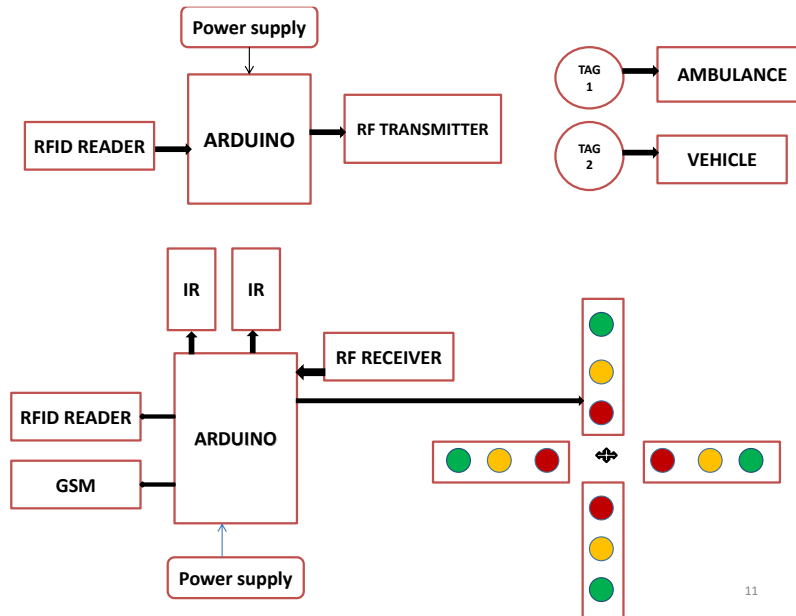 Power supply
RFID READER
ARDUINO
RF TRANSMITTER
TAG
1
AMBULANCE
TAG
2
VEHICLE
IR
IR
RF RECEIVER
RFID READER
ARDUINO
GSM
Power supply
11